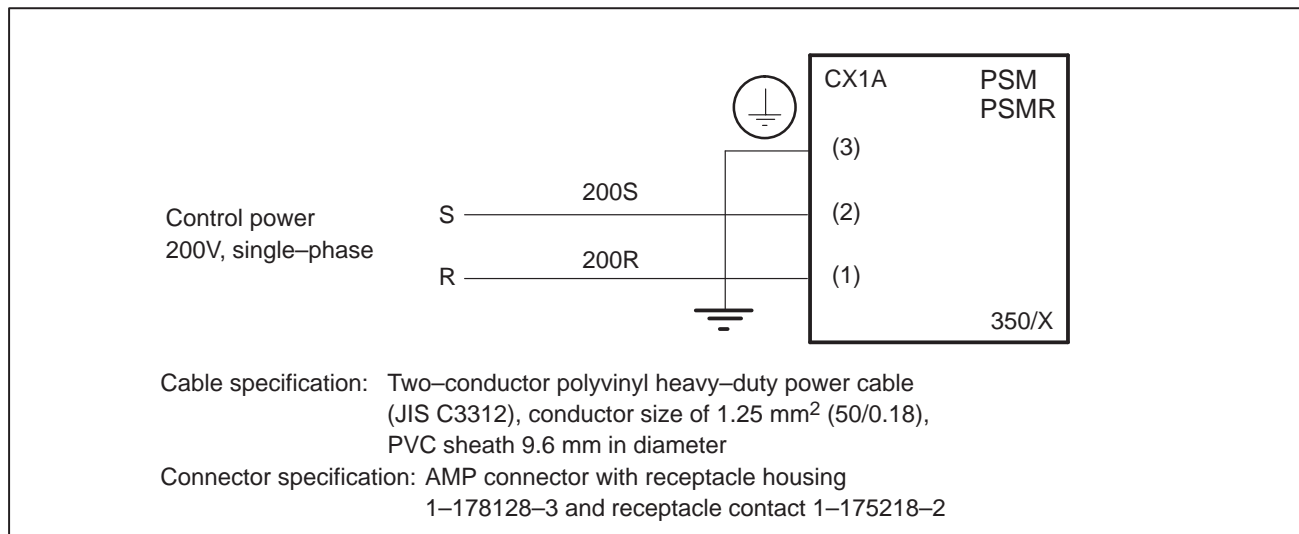 CX1A PSM
PSMR
(3)
200S
Control power S (2)
200V, single–phase
200R
R (1)
350/X
Cable specification: Two–conductor polyvinyl heavy–duty power cable
(JIS C3312), conductor size of 1.25 mm2 (50/0.18),
PVC sheath 9.6 mm in diameter
Connector specification: AMP connector with receptacle housing
1–178128–3 and receptacle contact 1–175218–2